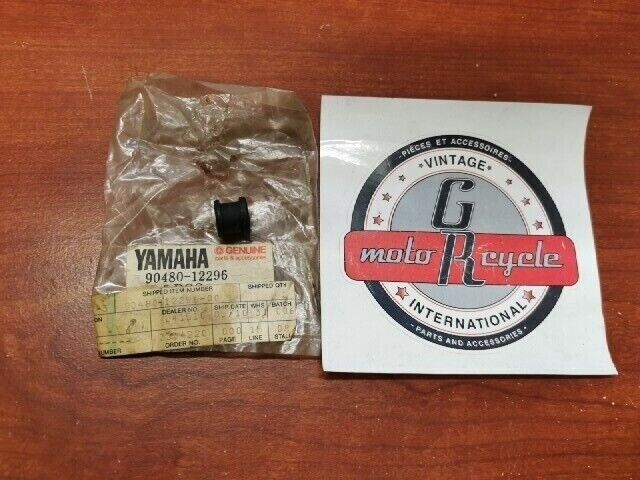 YAMAHA
GENUINE
parts & accessories
90480-12296
SHIPPED ITEM NUMBER
SHIPPED QTY
DEALER NO.
SHIP.DATE WHS BATCH
ORDER NO.
PAGE LINE STALL
NUMBER
-PIÈCES ET ACCESSOIRES-
·VINTAGE·
G
moto R cycle
INTERNATIONAL
-PARTS AND ACCESSORIES-